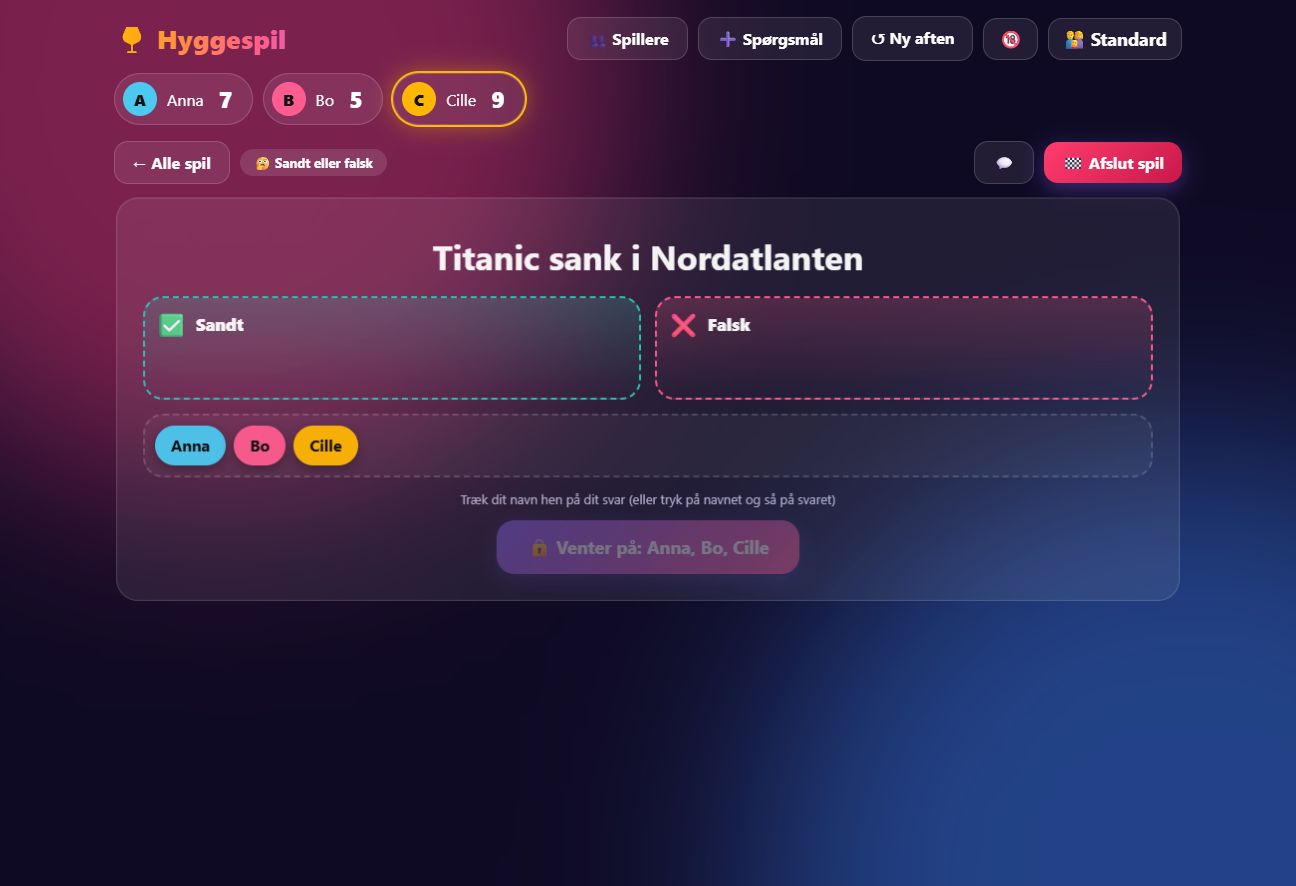 Hyggespil
Spillere
Spørgsmål
↺ Ny aften
🔞
Standard
A Anna 7
B Bo 5
C Cille 9
← Alle spil
Sandt eller falsk
Afslut spil
Titanic sank i Nordatlanten
Sandt
Falsk
Anna Bo Cille
Træk dit navn hen på dit svar (eller tryk på navnet og så på svaret)
Venter på: Anna, Bo, Cille